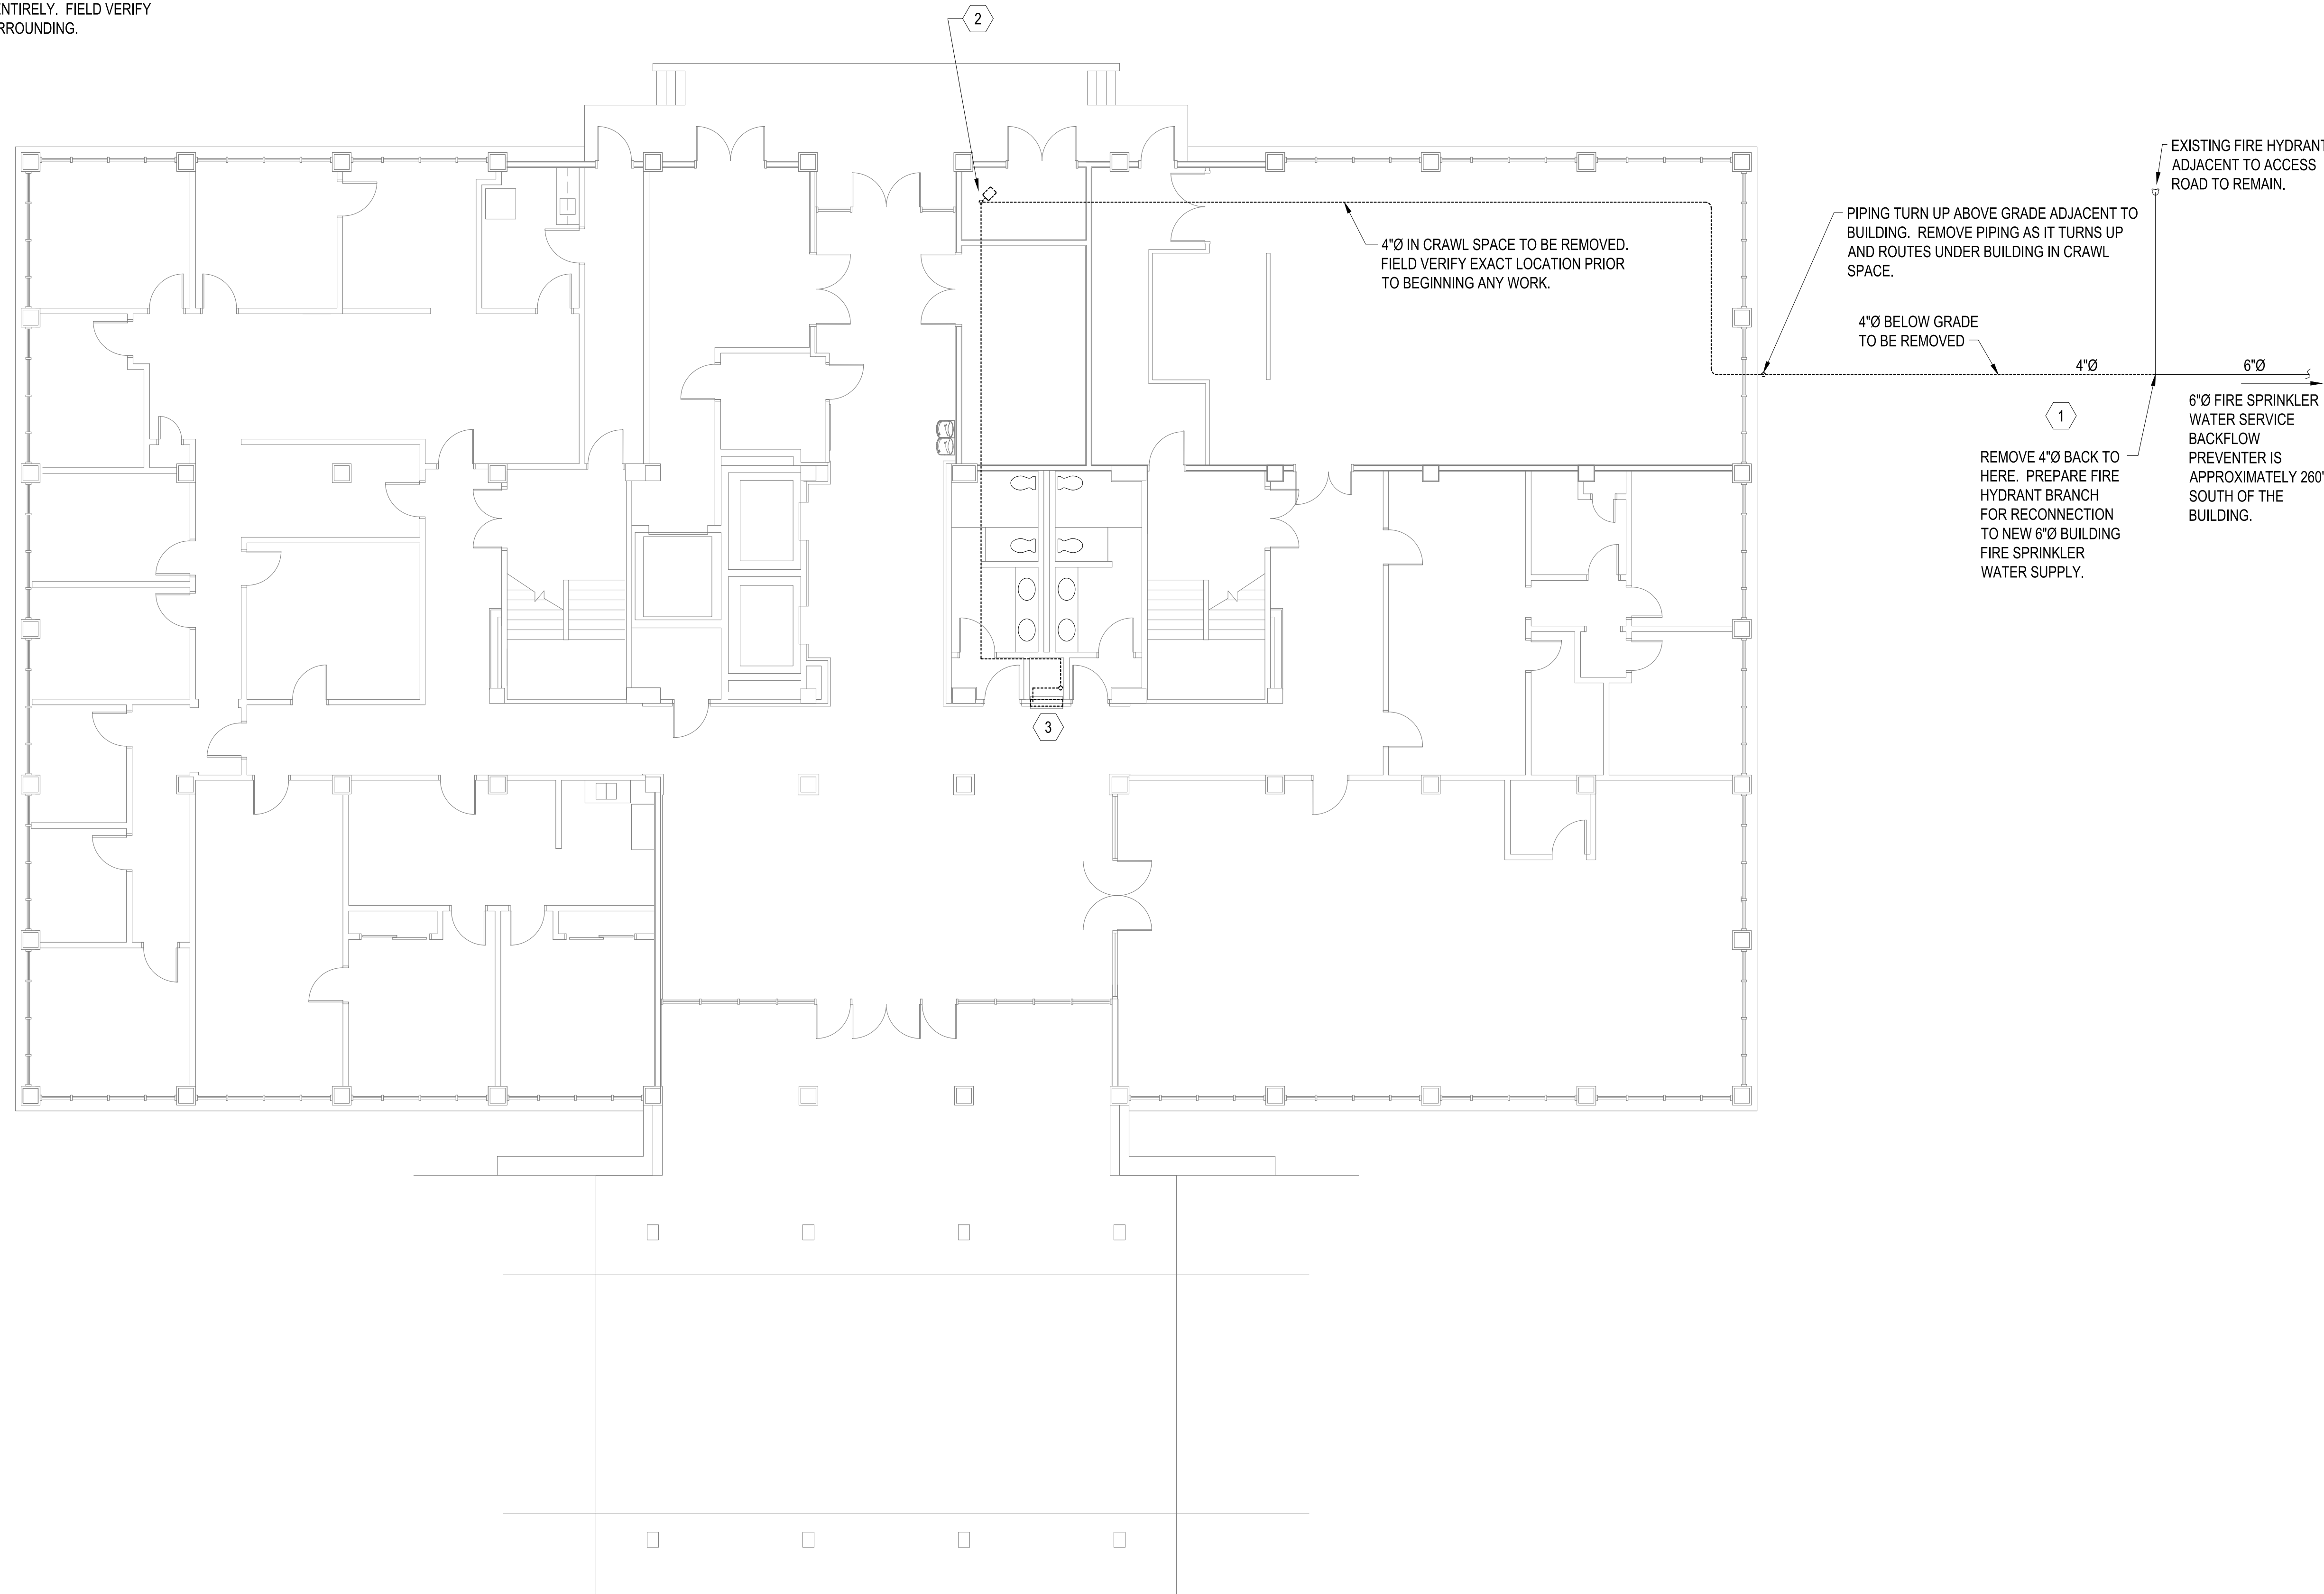 ENTIRELY.  FIELD VERIFY
RROUNDING.
2
EXISTING FIRE HYDRANT
ADJACENT TO ACCESS
ROAD TO REMAIN.
PIPING TURN UP ABOVE GRADE ADJACENT TO
BUILDING.  REMOVE PIPING AS IT TURNS UP
AND ROUTES UNDER BUILDING IN CRAWL
SPACE.
4"Ø IN CRAWL SPACE TO BE REMOVED.
FIELD VERIFY EXACT LOCATION PRIOR
TO BEGINNING ANY WORK.
4"Ø BELOW GRADE
TO BE REMOVED
4"Ø
6"Ø
1
6"Ø FIRE SPRINKLER
WATER SERVICE
BACKFLOW
PREVENTER IS
APPROXIMATELY 260'
SOUTH OF THE
BUILDING.
REMOVE 4"Ø BACK TO
HERE.  PREPARE FIRE
HYDRANT BRANCH
FOR RECONNECTION
TO NEW 6"Ø BUILDING
FIRE SPRINKLER
WATER SUPPLY.
3